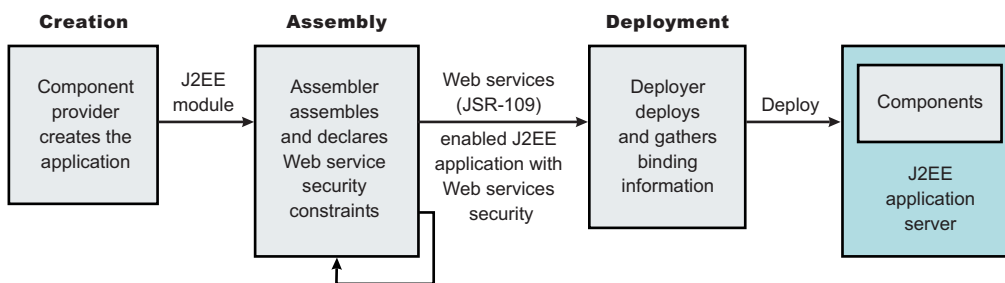 Creation
Component
provider
creates the
application
J2EE
module
Assembly
Assembler
assembles
and declares
Web service
security
constraints
Web services
(JSR-109)
enabled J2EE
application with
Web services
security
Deployment
Deployer
deploys
and gathers
binding
information
Deploy
Components
J2EE
application
server